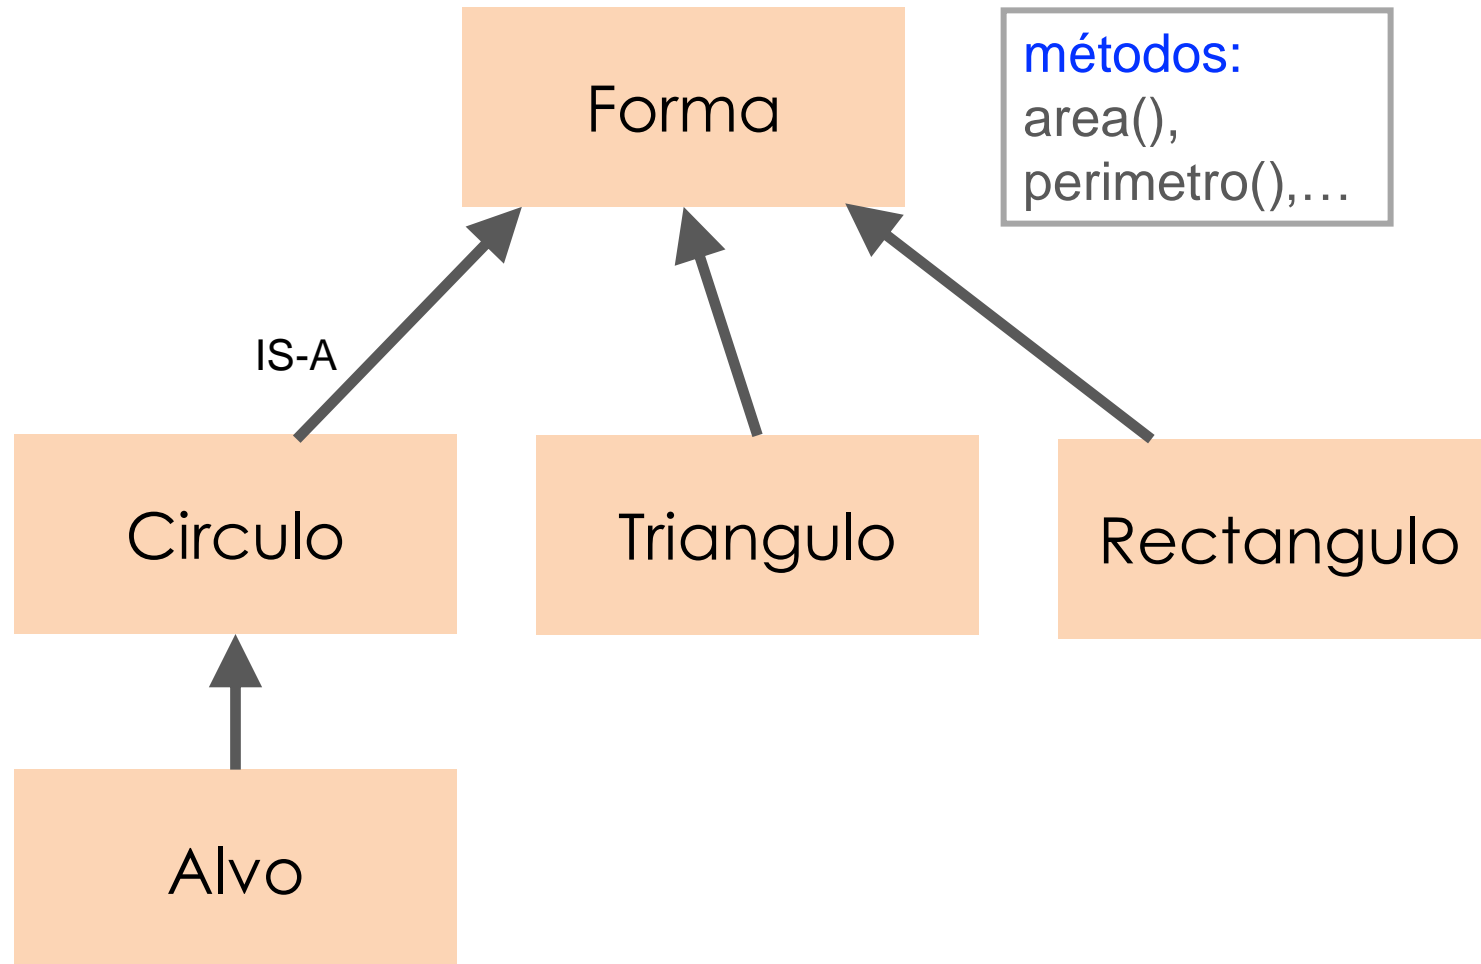 Forma
métodos:
area(),
perimetro(),…
IS-A
Circulo
Triangulo
Rectangulo
Alvo